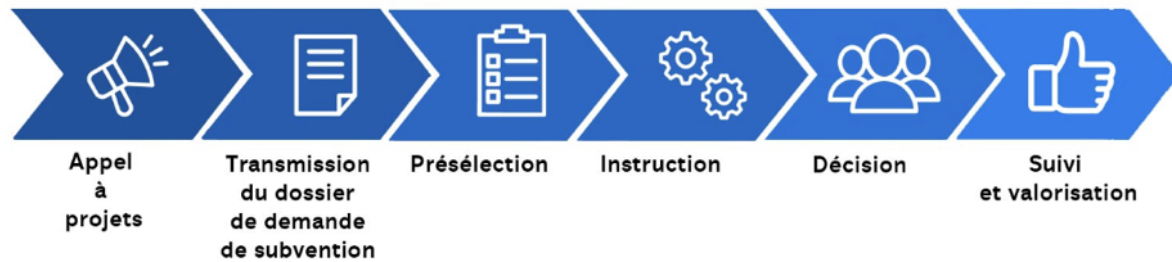 Appel
à
projets
Transmission
du dossier
de demande
de subvention
Présélection
Instruction
Décision
Suivi
et valorisation